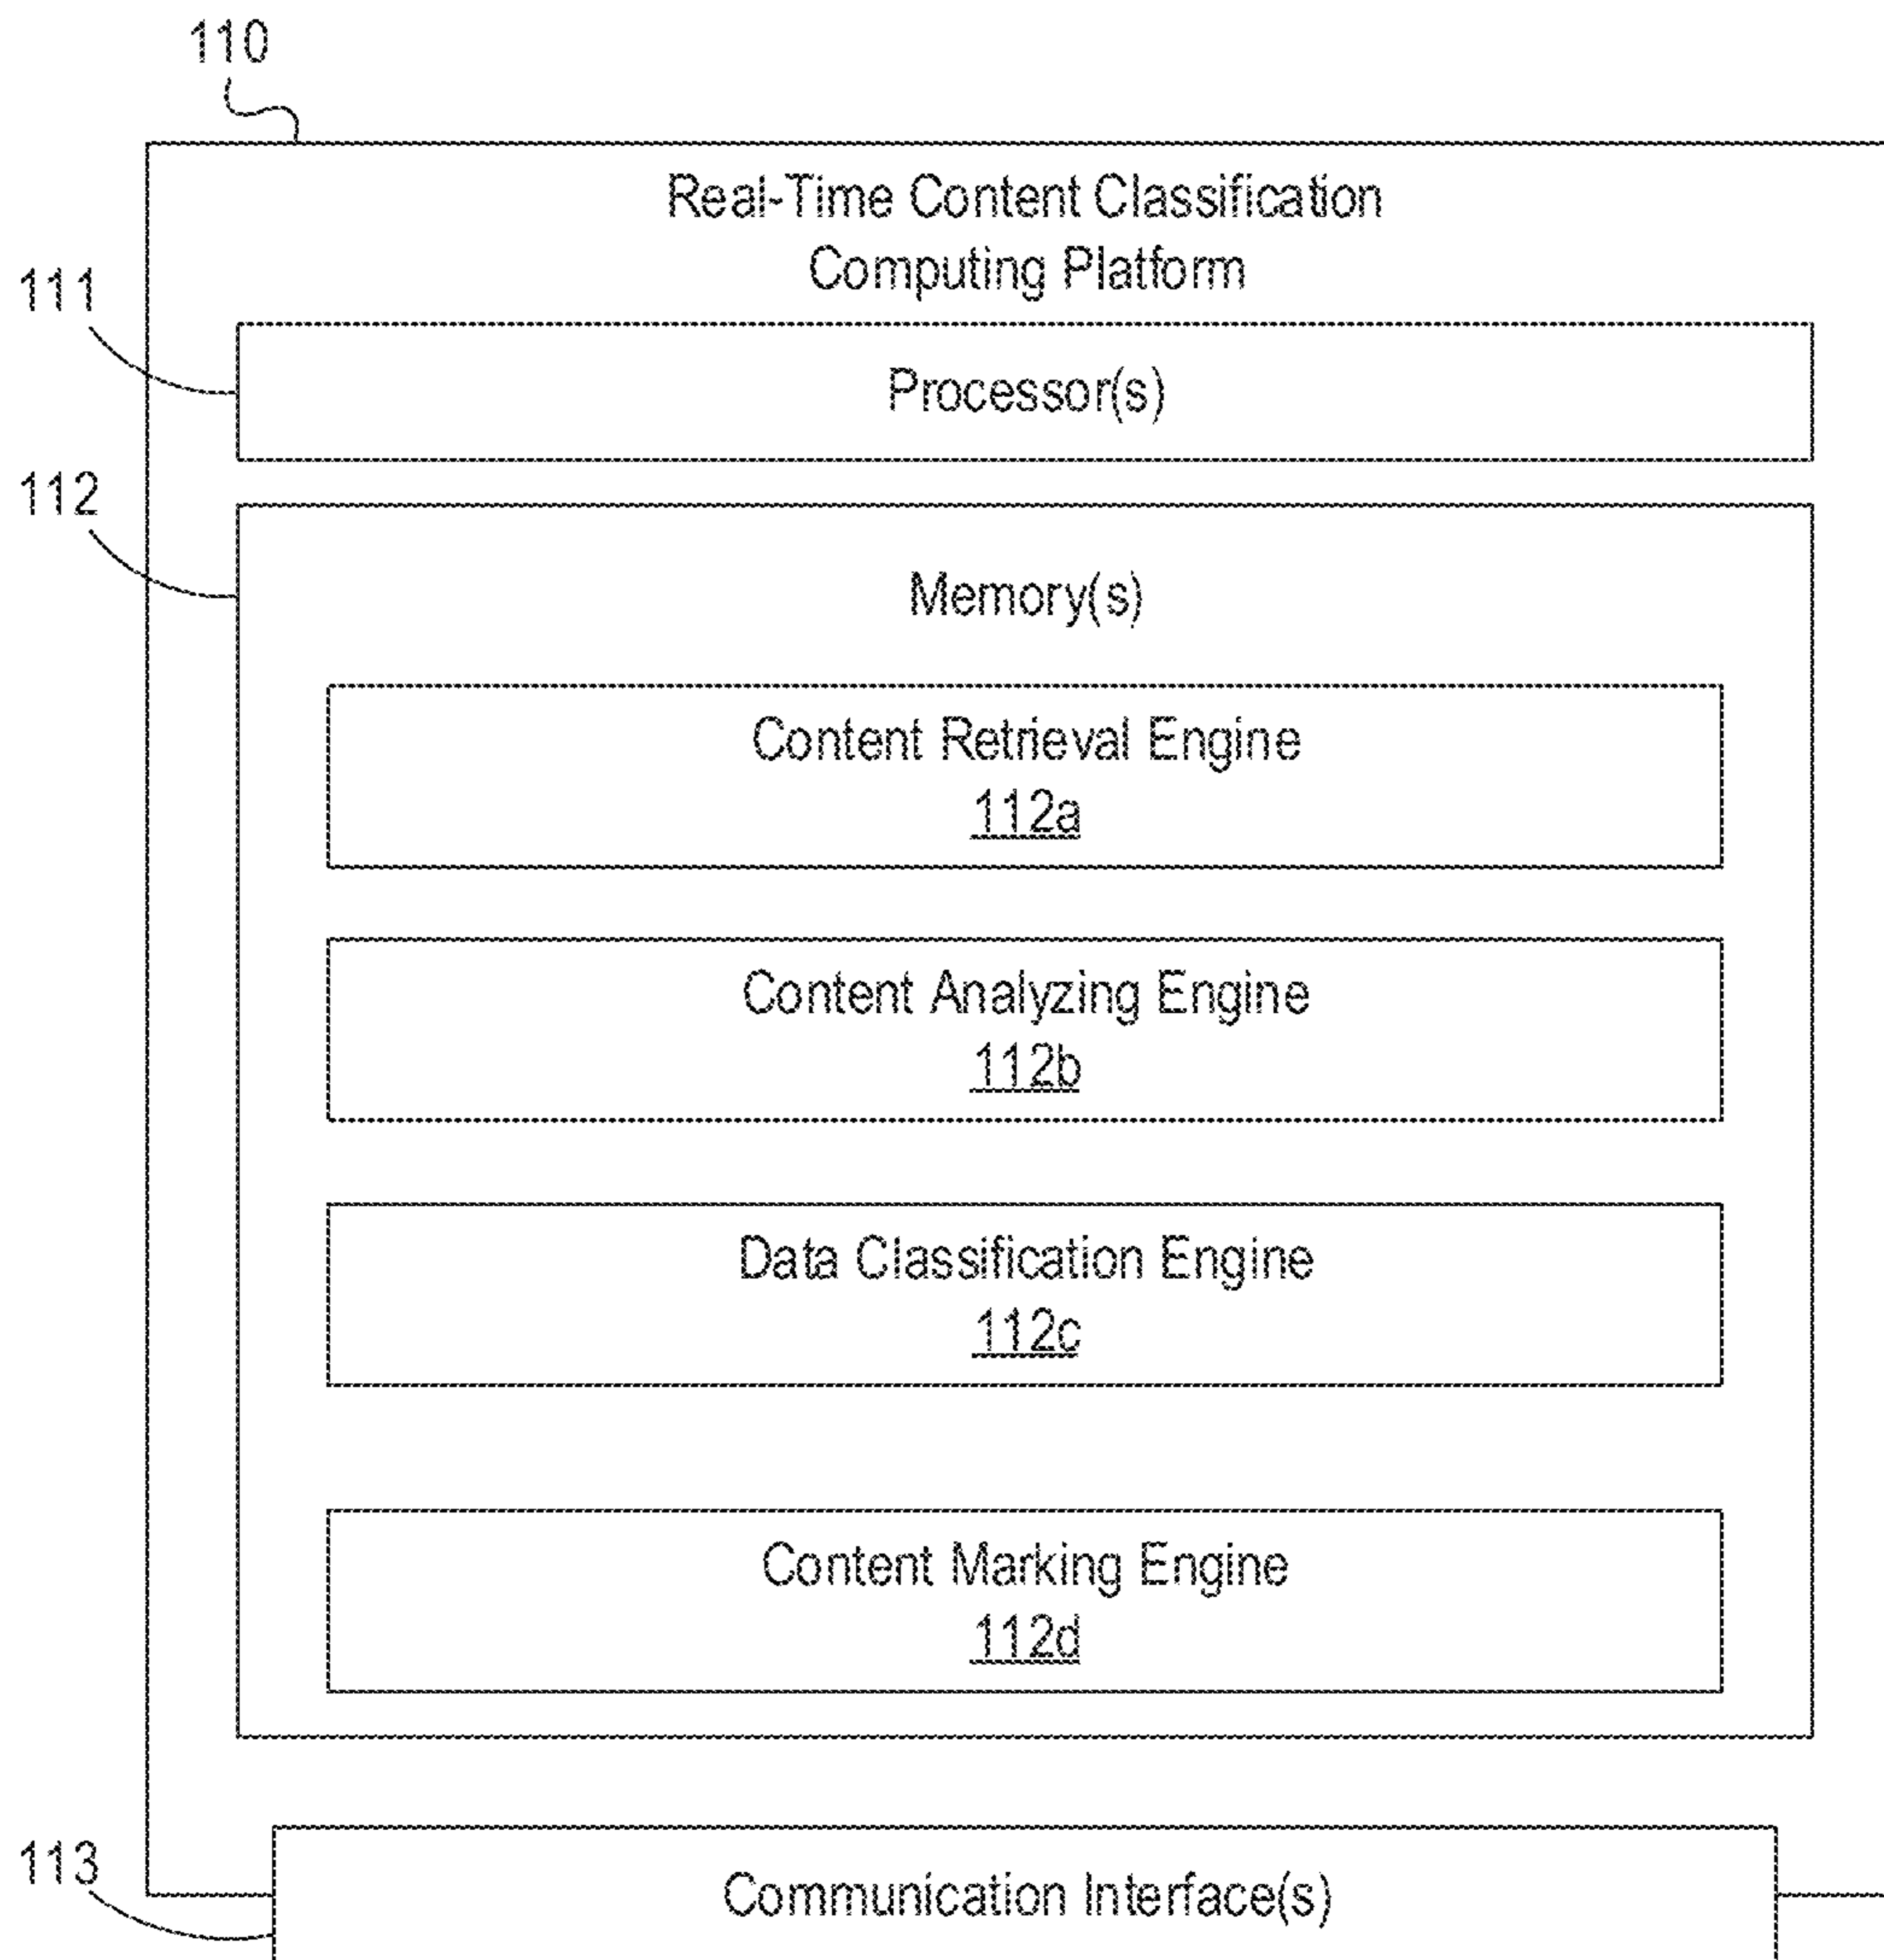 110
Real-Time Content Classification
Computing Platform
111
Processor(s)
112
Memory(s)
Content Retrieval Engine
112a
Content Analyzing Engine
112b
Data Classification Engine
112c
Content Marking Engine
112d
113
Communication Interface(s)